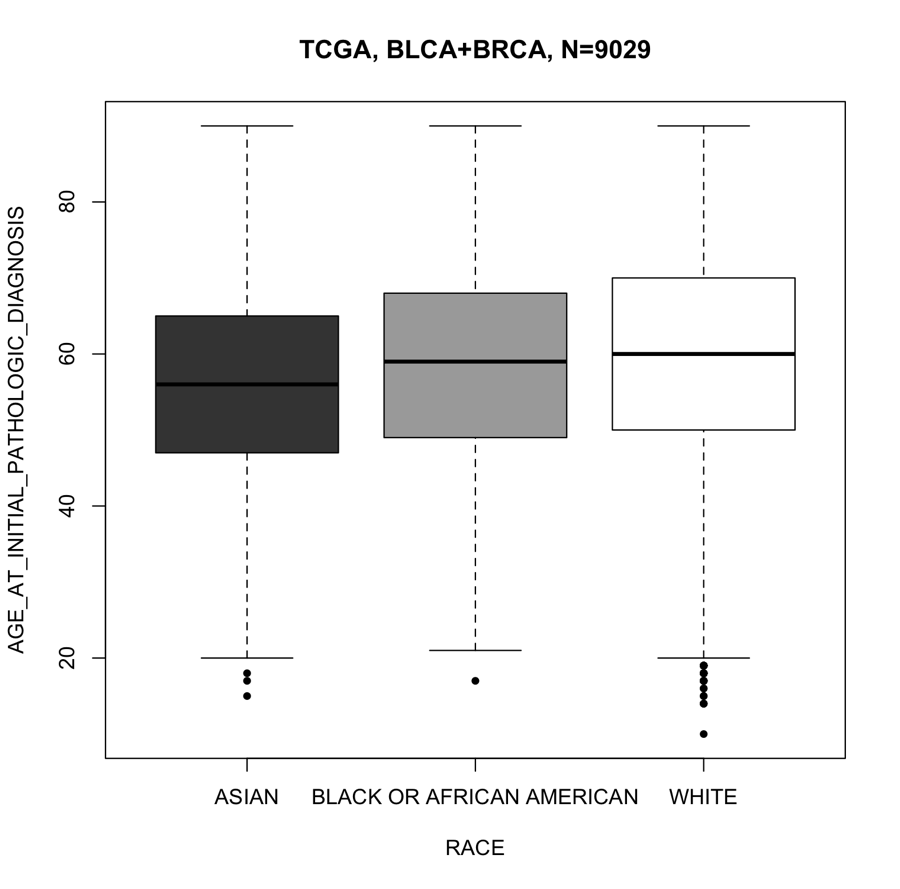 TCGA, BLCA+BRCA, N=9029
AGE_AT_INITIAL_PATHOLOGIC_DIAGNOSIS
80
60
40
20
ASIAN BLACK OR AFRICAN AMERICAN WHITE
RACE